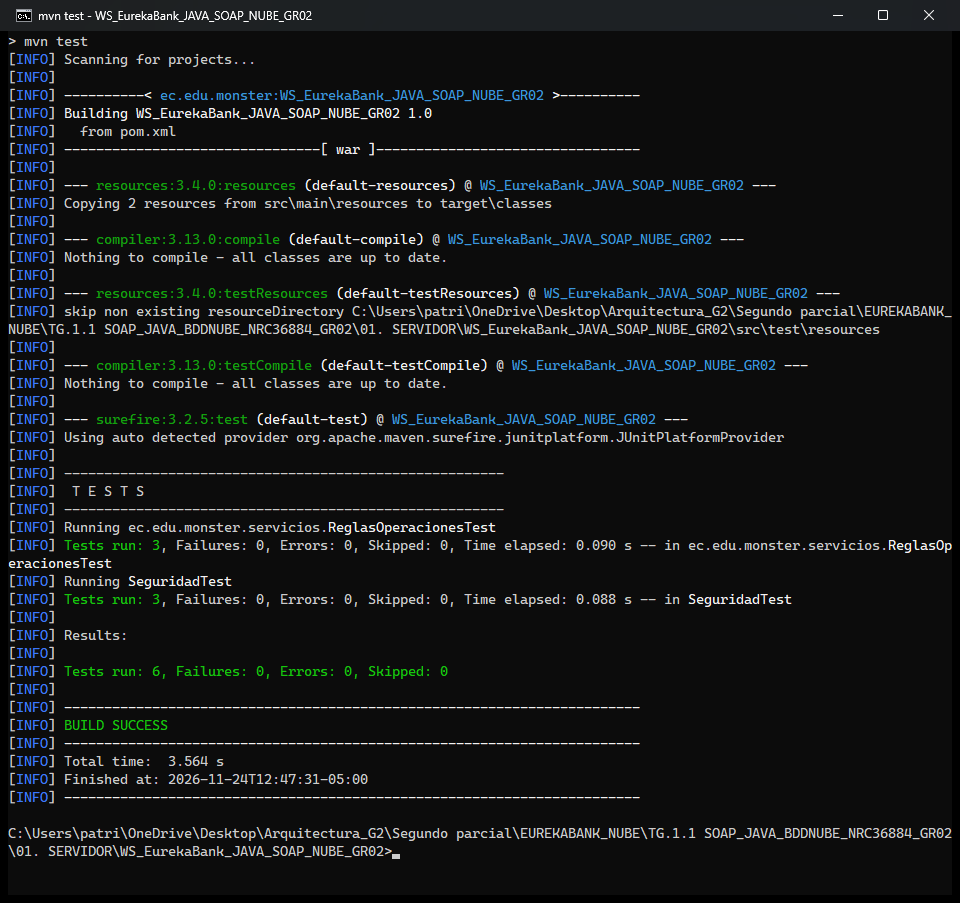 mvn test - WS_EurekaBank_JAVA_SOAP_NUBE_GR02
> mvn test
[INFO] Scanning for projects...
[INFO]
[INFO] ----------< ec.edu.monster:WS_EurekaBank_JAVA_SOAP_NUBE_GR02 >----------
[INFO] Building WS_EurekaBank_JAVA_SOAP_NUBE_GR02 1.0
[INFO]   from pom.xml
[INFO] --------------------------------[ war ]---------------------------------
[INFO]
[INFO] --- resources:3.4.0:resources (default-resources) @ WS_EurekaBank_JAVA_SOAP_NUBE_GR02 ---
[INFO] Copying 2 resources from src\main\resources to target\classes
[INFO]
[INFO] --- compiler:3.13.0:compile (default-compile) @ WS_EurekaBank_JAVA_SOAP_NUBE_GR02 ---
[INFO] Nothing to compile - all classes are up to date.
[INFO]
[INFO] --- resources:3.4.0:testResources (default-testResources) @ WS_EurekaBank_JAVA_SOAP_NUBE_GR02 ---
[INFO] skip non existing resourceDirectory C:\Users\patri\OneDrive\Desktop\Arquitectura_G2\Segundo parcial\EUREKABANK_
NUBE\TG.1.1 SOAP_JAVA_BDDNUBE_NRC36884_GR02\01. SERVIDOR\WS_EurekaBank_JAVA_SOAP_NUBE_GR02\src\test\resources
[INFO]
[INFO] --- compiler:3.13.0:testCompile (default-testCompile) @ WS_EurekaBank_JAVA_SOAP_NUBE_GR02 ---
[INFO] Nothing to compile - all classes are up to date.
[INFO]
[INFO] --- surefire:3.2.5:test (default-test) @ WS_EurekaBank_JAVA_SOAP_NUBE_GR02 ---
[INFO] Using auto detected provider org.apache.maven.surefire.junitplatform.JUnitPlatformProvider
[INFO]
[INFO] -------------------------------------------------------
[INFO]  T E S T S
[INFO] -------------------------------------------------------
[INFO] Running ec.edu.monster.servicios.ReglasOperacionesTest
[INFO] Tests run: 3, Failures: 0, Errors: 0, Skipped: 0, Time elapsed: 0.090 s -- in ec.edu.monster.servicios.ReglasOp
eracionesTest
[INFO] Running SeguridadTest
[INFO] Tests run: 3, Failures: 0, Errors: 0, Skipped: 0, Time elapsed: 0.088 s -- in SeguridadTest
[INFO]
[INFO] Results:
[INFO]
[INFO] Tests run: 6, Failures: 0, Errors: 0, Skipped: 0
[INFO]
[INFO] ------------------------------------------------------------------------
[INFO] BUILD SUCCESS
[INFO] ------------------------------------------------------------------------
[INFO] Total time:  3.564 s
[INFO] Finished at: 2026-11-24T12:47:31-05:00
[INFO] ------------------------------------------------------------------------
C:\Users\patri\OneDrive\Desktop\Arquitectura_G2\Segundo parcial\EUREKABANK_NUBE\TG.1.1 SOAP_JAVA_BDDNUBE_NRC36884_GR02
\01. SERVIDOR\WS_EurekaBank_JAVA_SOAP_NUBE_GR02>